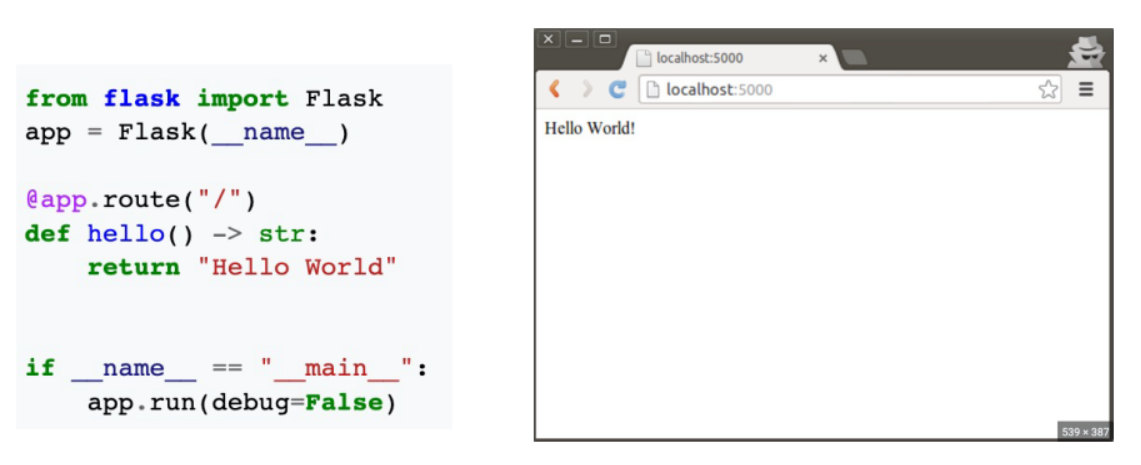 from flask import Flask
app = Flask(__name__)
@app.route("/")
def hello() -> str:
    return "Hello World"
if __name__ == "__main__":
    app.run(debug=False)
localhost:5000
localhost:5000
Hello World!
539 × 387